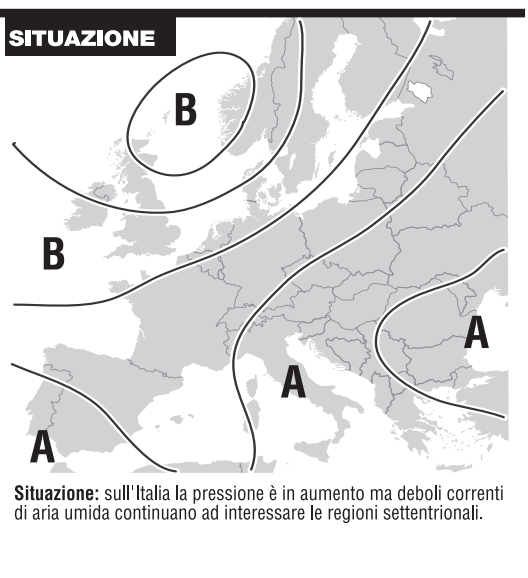 SITUAZIONE
B
B
A
A
A
Situazione: sull'Italia la pressione è in aumento ma deboli correnti
di aria umida continuano ad interessare le regioni settentrionali.